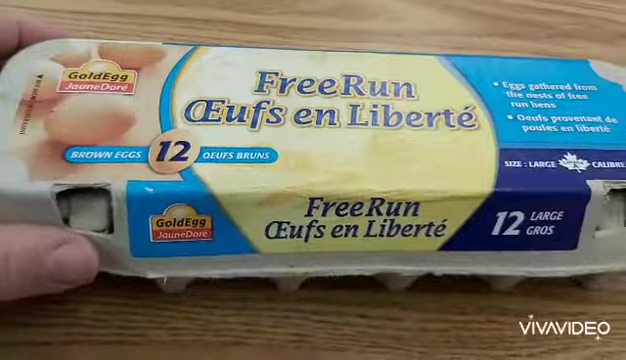 GoldEgg
JauneDoré
FreeRun
Œufs en Liberté
• Eggs gathered from
the nests of free
run hens
• Oeufs provenant de
poules en liberté
BROWN EGGS 12 OEUFS BRUNS
SIZE : LARGE CALIBRE
GoldEgg
JauneDoré
FreeRun
Œufs en Liberté
12 LARGE
GROS
VIVAVIDEO